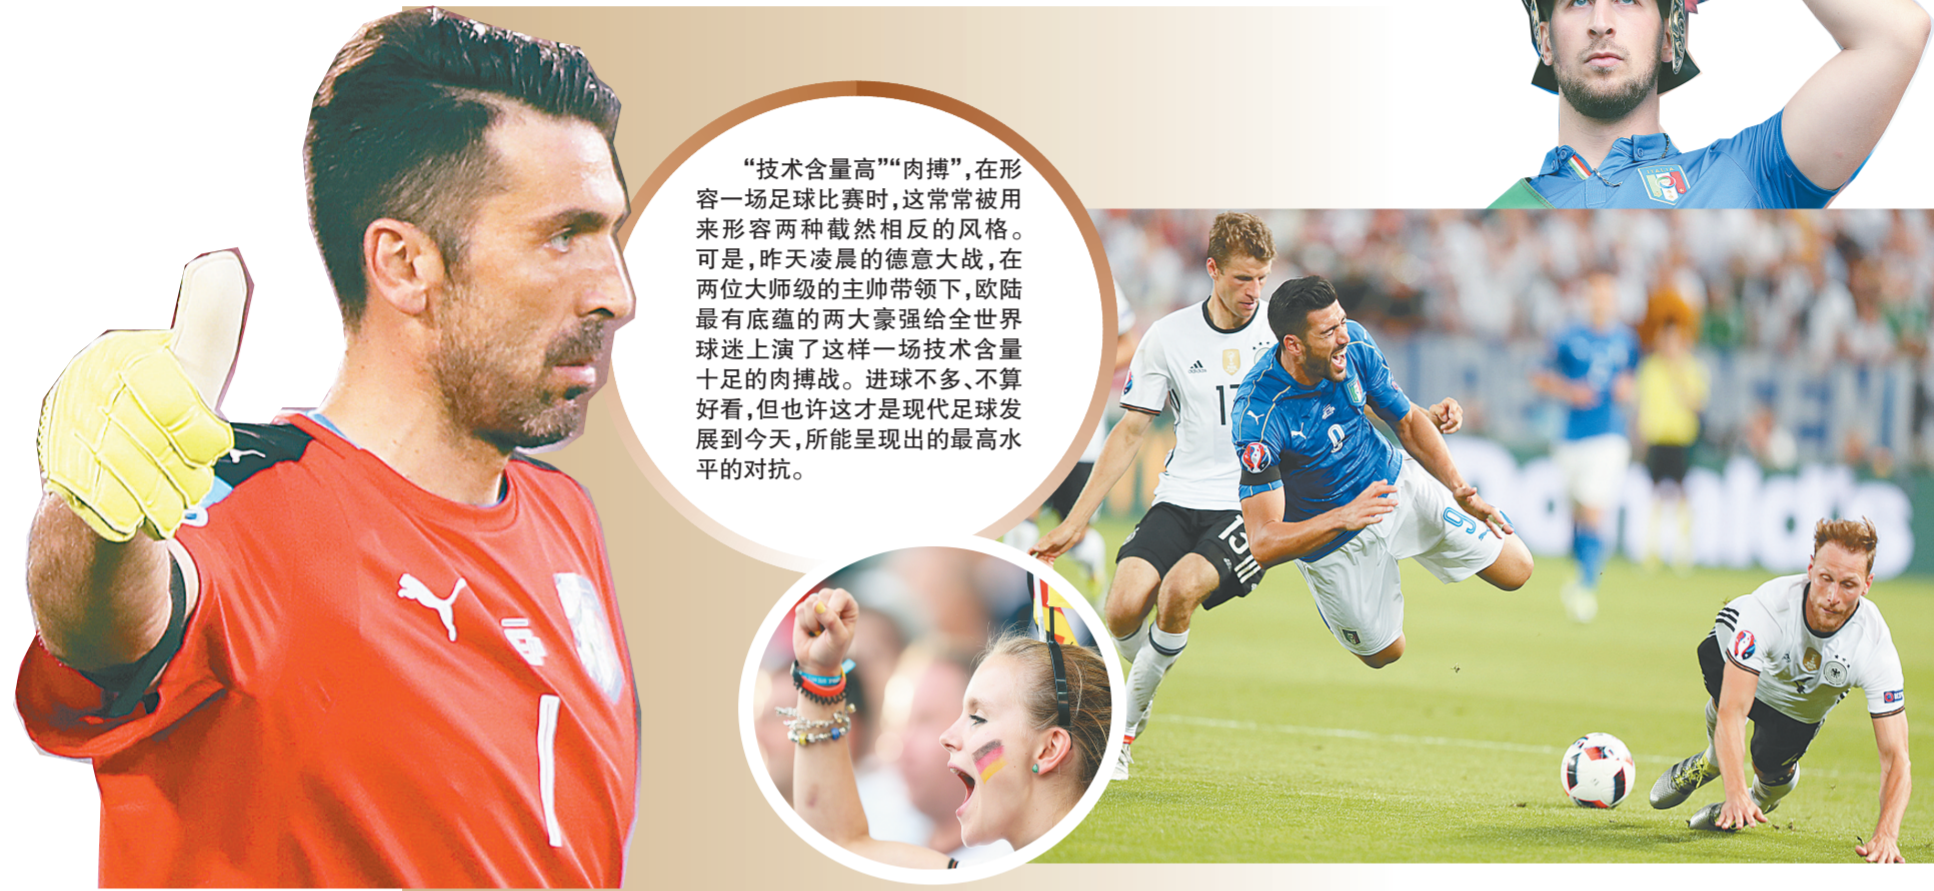 “技术含量高”“肉搏”,在形
容一场足球比赛时,这常常被用
来形容两种截然相反的风格。
可是,昨天凌晨的德意大战,在
两位大师级的主帅带领下,欧陆
最有底蕴的两大豪强给全世界
球迷上演了这样一场技术含量
十足的肉搏战。进球不多、不算
好看,但也许这才是现代足球发
展到今天,所能呈现出的最高水
平的对抗。
1
adidas
13
9
9
4